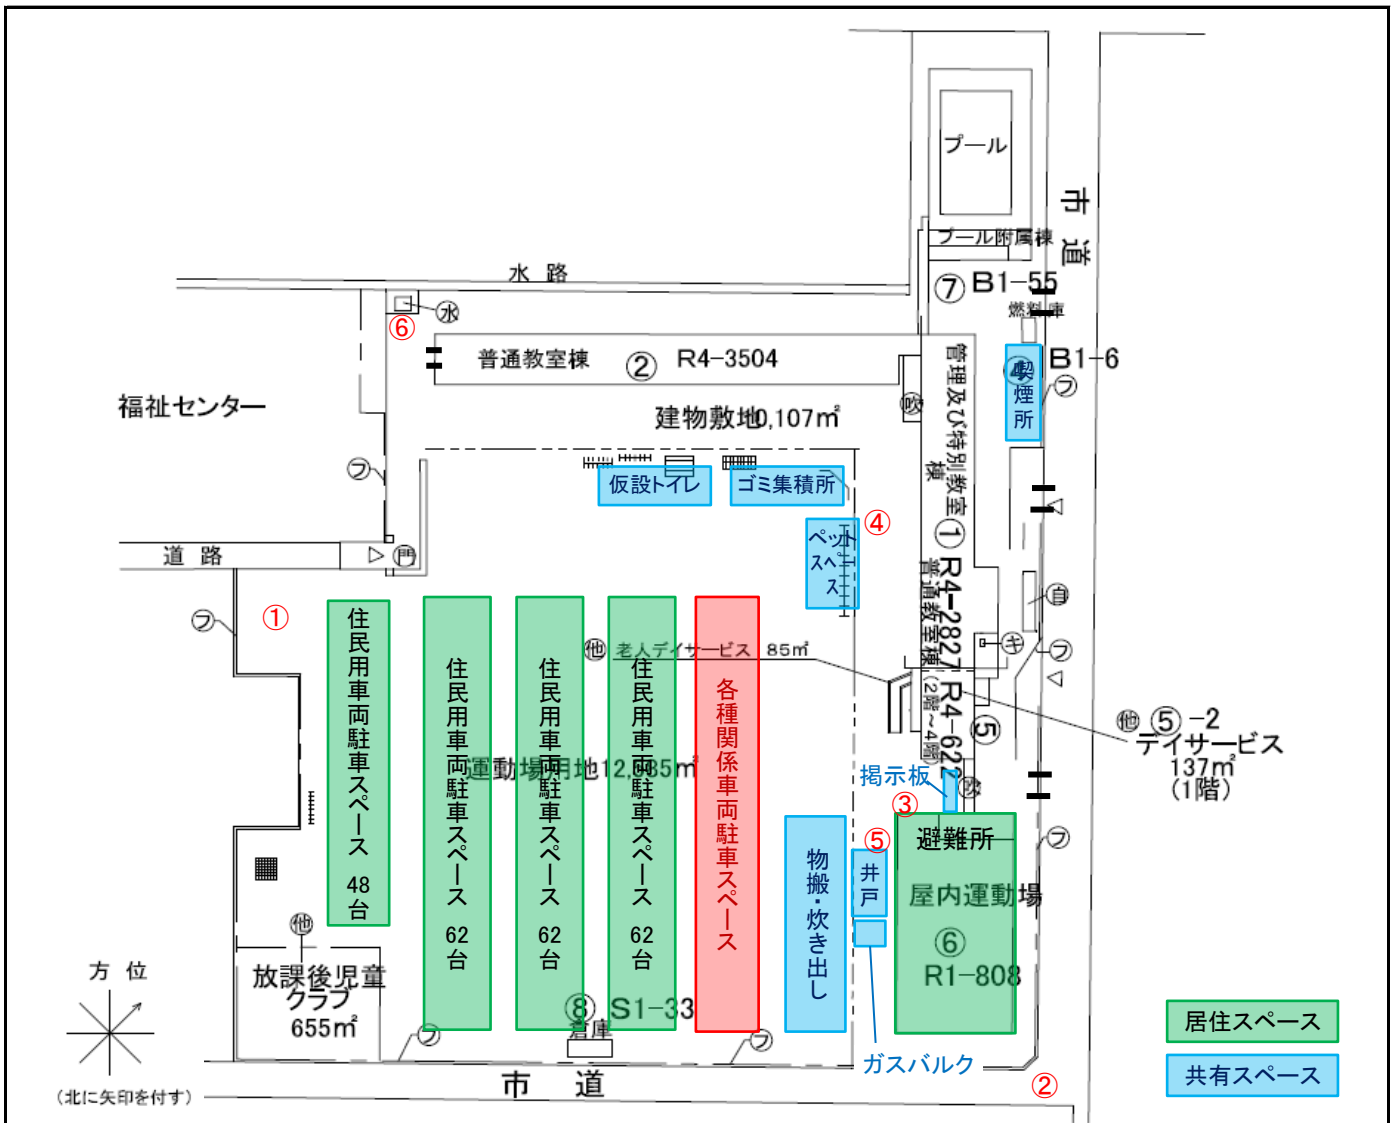 プール
市道
プール附属棟
水 路
⑦ B1-55
燃料庫
水
⑥
普通教室棟 ② R4-3504
管理及び特別教室棟
① R4-2827
④ B1-6
喫煙所
フ
吹
福祉センター
建物敷地
0,107㎡
フ
仮設トイレ
ゴミ集積所
④
ペットスペース
道 路
門
①
フ
自
普通教室棟
(2階~4階)
R4-622
⑤
キ
フ
他 老人デイサービス 85㎡
他 ⑤-2
デイサービス
137㎡
(1階)
住民用車両駐車スペース 48台
住民用車両駐車スペース 62台
住民用車両駐車スペース 62台
住民用車両駐車スペース 62台
各種関係車両駐車スペース
運動場用地12,
掲示板
③
⑤
避難所
フ
井戸
物搬・炊き出し
屋内運動場
⑥
R1-808
他
放課後児童
クラブ
655㎡
方 位
(北に矢印を付す)
⑧ S1-33
倉庫
フ
フ
ガスバルク
市 道
②
居住スペース
共有スペース